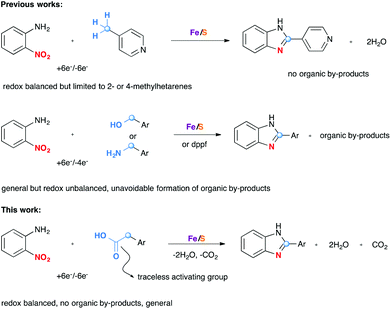 Previous works:
H
H
H
NH2
NO2
+
N
Fe/S
H
N
N
N
+
2H2O
+6e-/-6e-
no organic by-products
redox balanced but limited to 2- or 4-methylhetarenes
NH2
NO2
+
HO
Ar
or
H2N
Ar
Fe/S
or dppf
H
N
N
Ar
+
organic by-products
+6e-/-4e-
general but redox unbalanced, unavoidable formation of organic by-products
This work:
NH2
NO2
+
HO
O
Ar
Fe/S
-2H2O, -CO2
H
N
N
Ar
+
2H2O
+
CO2
+6e-/-6e-
traceless activating group
redox balanced, no organic by-products, general